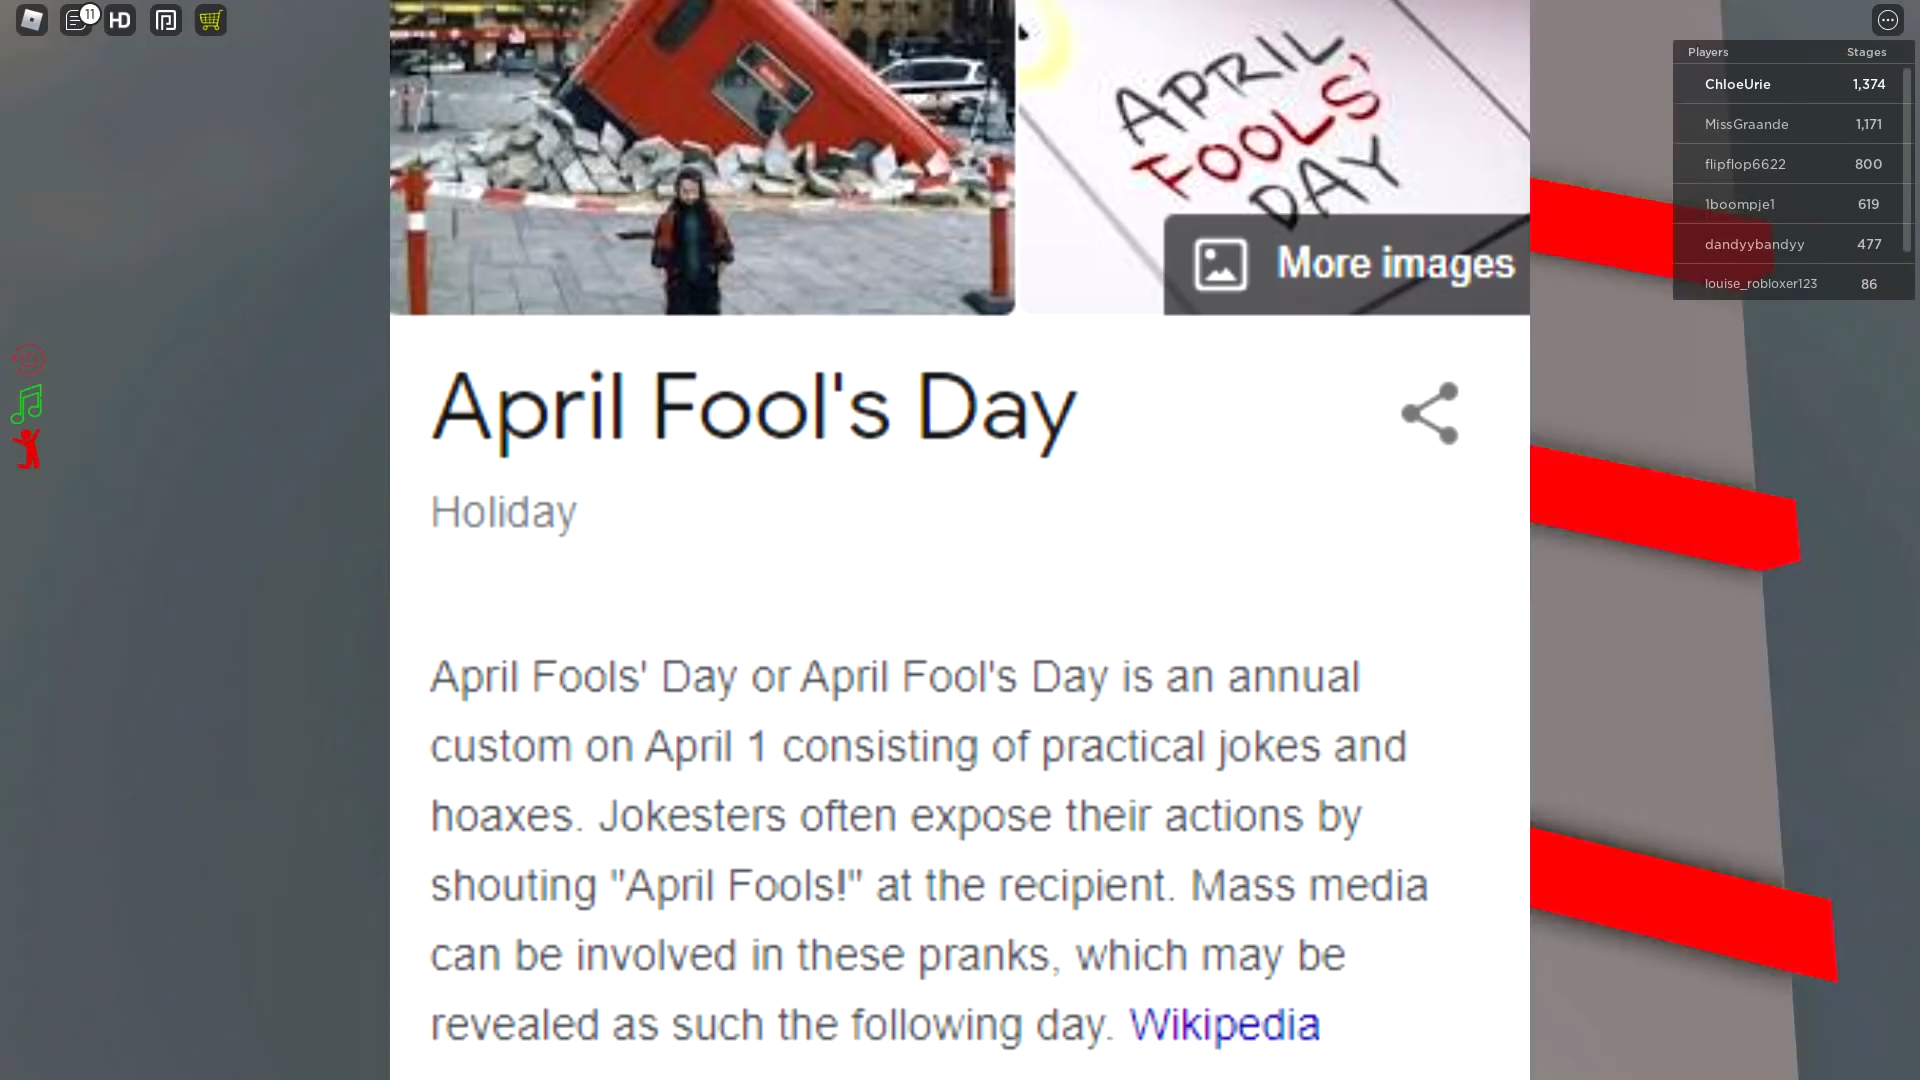 11
HD
Players Stages
ChloeUrie 1,374
MissGraande 1,171
flipflop6622 800
1boompje1 619
dandyybandyy 477
louise_robloxer123 86
APRIL
FOOLS'
DAY
More images
April Fool's Day
Holiday
April Fools' Day or April Fool's Day is an annual
custom on April 1 consisting of practical jokes and
hoaxes. Jokesters often expose their actions by
shouting "April Fools!" at the recipient. Mass media
can be involved in these pranks, which may be
revealed as such the following day. Wikipedia